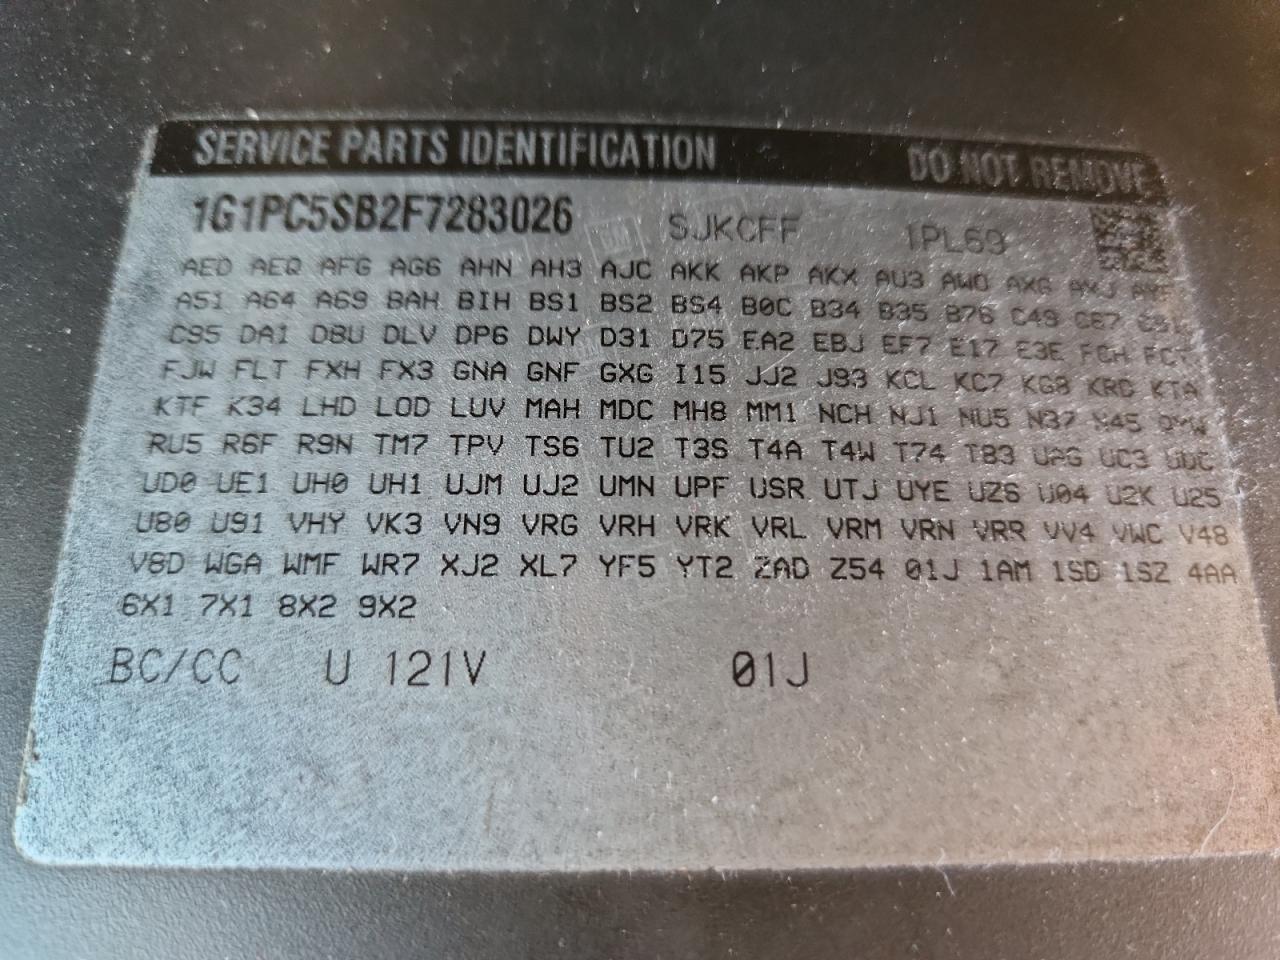 SERVICE PARTS IDENTIFICATION DO NOT REMOVE
1G1PC5SB2F7283026 SJKCFF 1PL69
AED AEQ AFG AG6 AHN AH3 AJC AKK AKP AKX AU3 AWO AXG AXJ
A51 A64 A69 BAH BIH BS1 BS2 BS4 B0C B34 B35 B76 C49 C67
C95 DA1 DBU DLV DP6 DWY D31 D75 EA2 EBJ EF7 E17 E3E FCH
FJW FLT FXH FX3 GNA GNF GXG I15 JJ2 J93 KCL KC7 KG8 KRD KTA
KTF K34 LHD LOD LUV MAH MDC MH8 MM1 NCH NJ1 NU5 N37 N45
RU5 R6F R9N TM7 TPV TS6 TU2 T3S T4A T4W T74 T83 UPG UC3
UD0 UE1 UH0 UH1 UJM UJ2 UMN UPF USR UTJ UYE UZ6 U04 U2K U25
U80 U91 VHY VK3 VN9 VRG VRH VRK VRL VRM VRN VRR VV4 VWC V48
V8D WGA WMF WR7 XJ2 XL7 YF5 YT2 ZAD Z54 01J 1AM 1SD 1SZ 4AA
6X1 7X1 8X2 9X2
BC/CC U 121V 01J